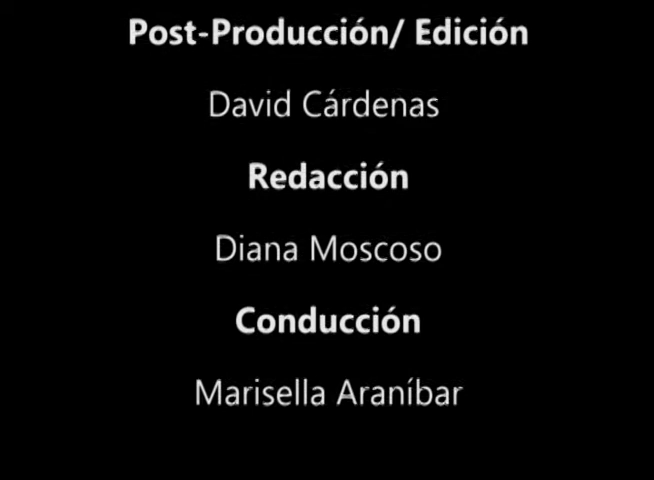 Post-Producción/ Edición
David Cárdenas
Redacción
Diana Moscoso
Conducción
Marisella Araníbar